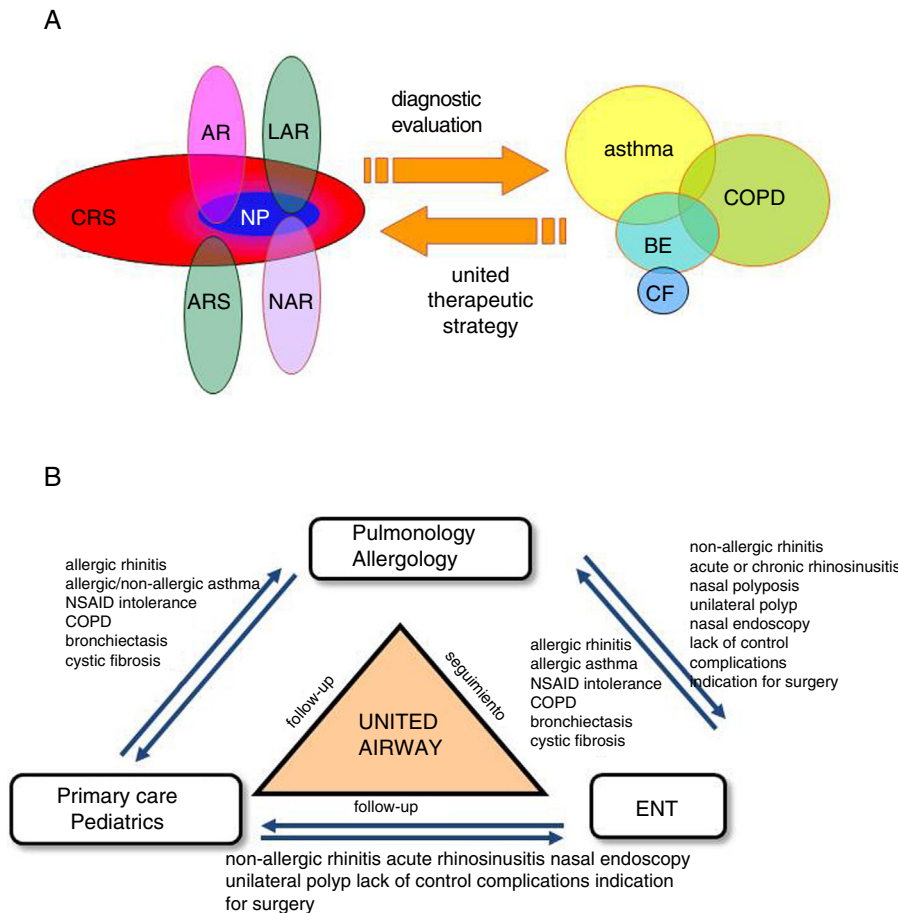 A
AR
LAR
CRS
NP
ARS
NAR
diagnostic
evaluation
united
therapeutic
strategy
asthma
COPD
BE
CF
B
Pulmonology
Allergology
allergic rhinitis
allergic/non-allergic asthma
NSAID intolerance
COPD
bronchiectasis
cystic fibrosis
non-allergic rhinitis
acute or chronic rhinosinusitis
nasal polyposis
unilateral polyp
nasal endoscopy
lack of control
complications
indication for surgery
allergic rhinitis
allergic asthma
NSAID intolerance
COPD
bronchiectasis
cystic fibrosis
follow-up
seguimiento
UNITED
AIRWAY
follow-up
Primary care
Pediatrics
ENT
non-allergic rhinitis acute rhinosinusitis nasal endoscopy
unilateral polyp lack of control complications indication
for surgery